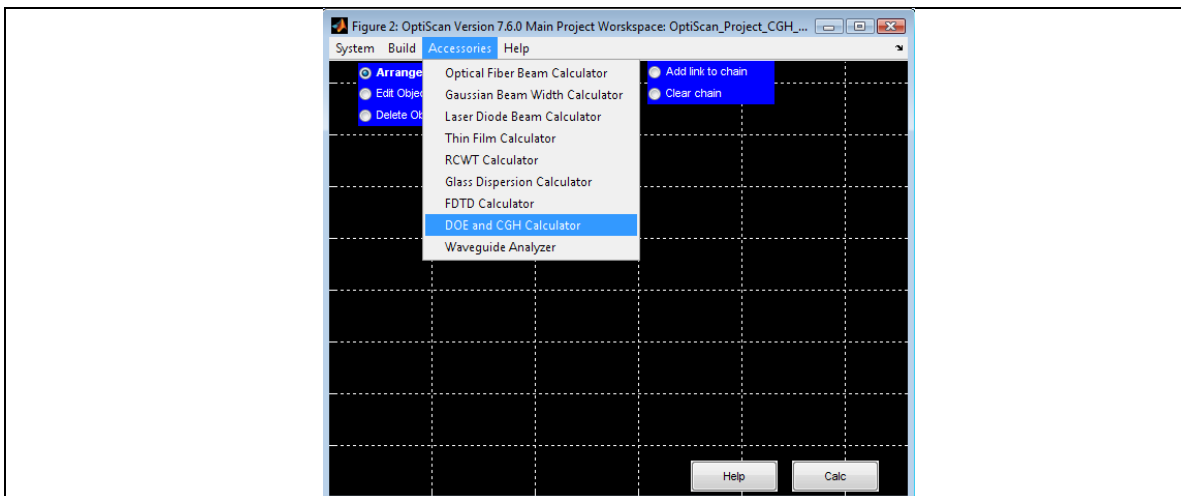 Figure 2: OptiScan Version 7.6.0 Main Project Worskspace: OptiScan_Project_CGH_...
System Build Accessories Help
Arrange
Edit Objec
Delete Ob
Optical Fiber Beam Calculator
Gaussian Beam Width Calculator
Laser Diode Beam Calculator
Thin Film Calculator
RCWT Calculator
Glass Dispersion Calculator
FDTD Calculator
DOE and CGH Calculator
Waveguide Analyzer
Add link to chain
Clear chain
Help Calc